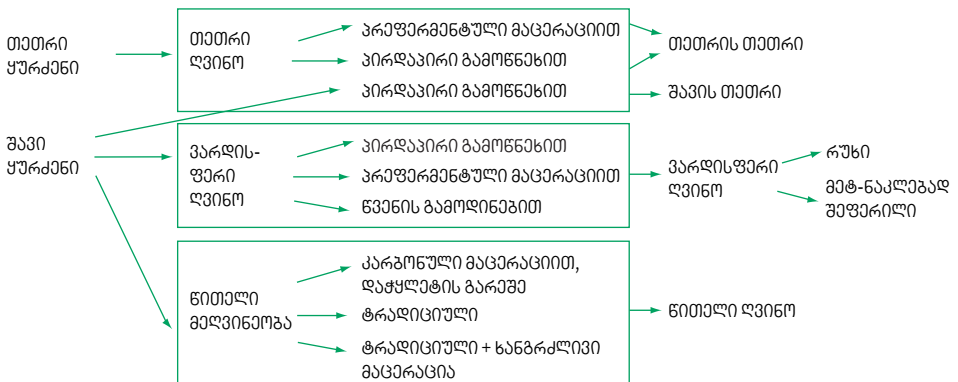 თეთრი
ყურძენი
თეთრი
ღვინო
პრეფერმენტული მაცერაციით
პირდაპირი გამოწნეხით
პირდაპირი გამოწნეხით
თეთრის თეთრი
შავის თეთრი
შავი
ყურძენი
ვარდის-
ფერი
ღვინო
პირდაპირი გამოწნეხით
პრეფერმენტული მაცერაციით
წვენის გამოდინებით
ვარდისფერი
ღვინო
რუხი
მეტ-ნაკლებად
შეფერილი
წითელი
მეღვინეობა
კარბონული მაცერაციით,
დაჭყლეტის გარეშე
ტრადიციული
ტრადიციული + ხანგრძლივი
მაცერაცია
წითელი ღვინო